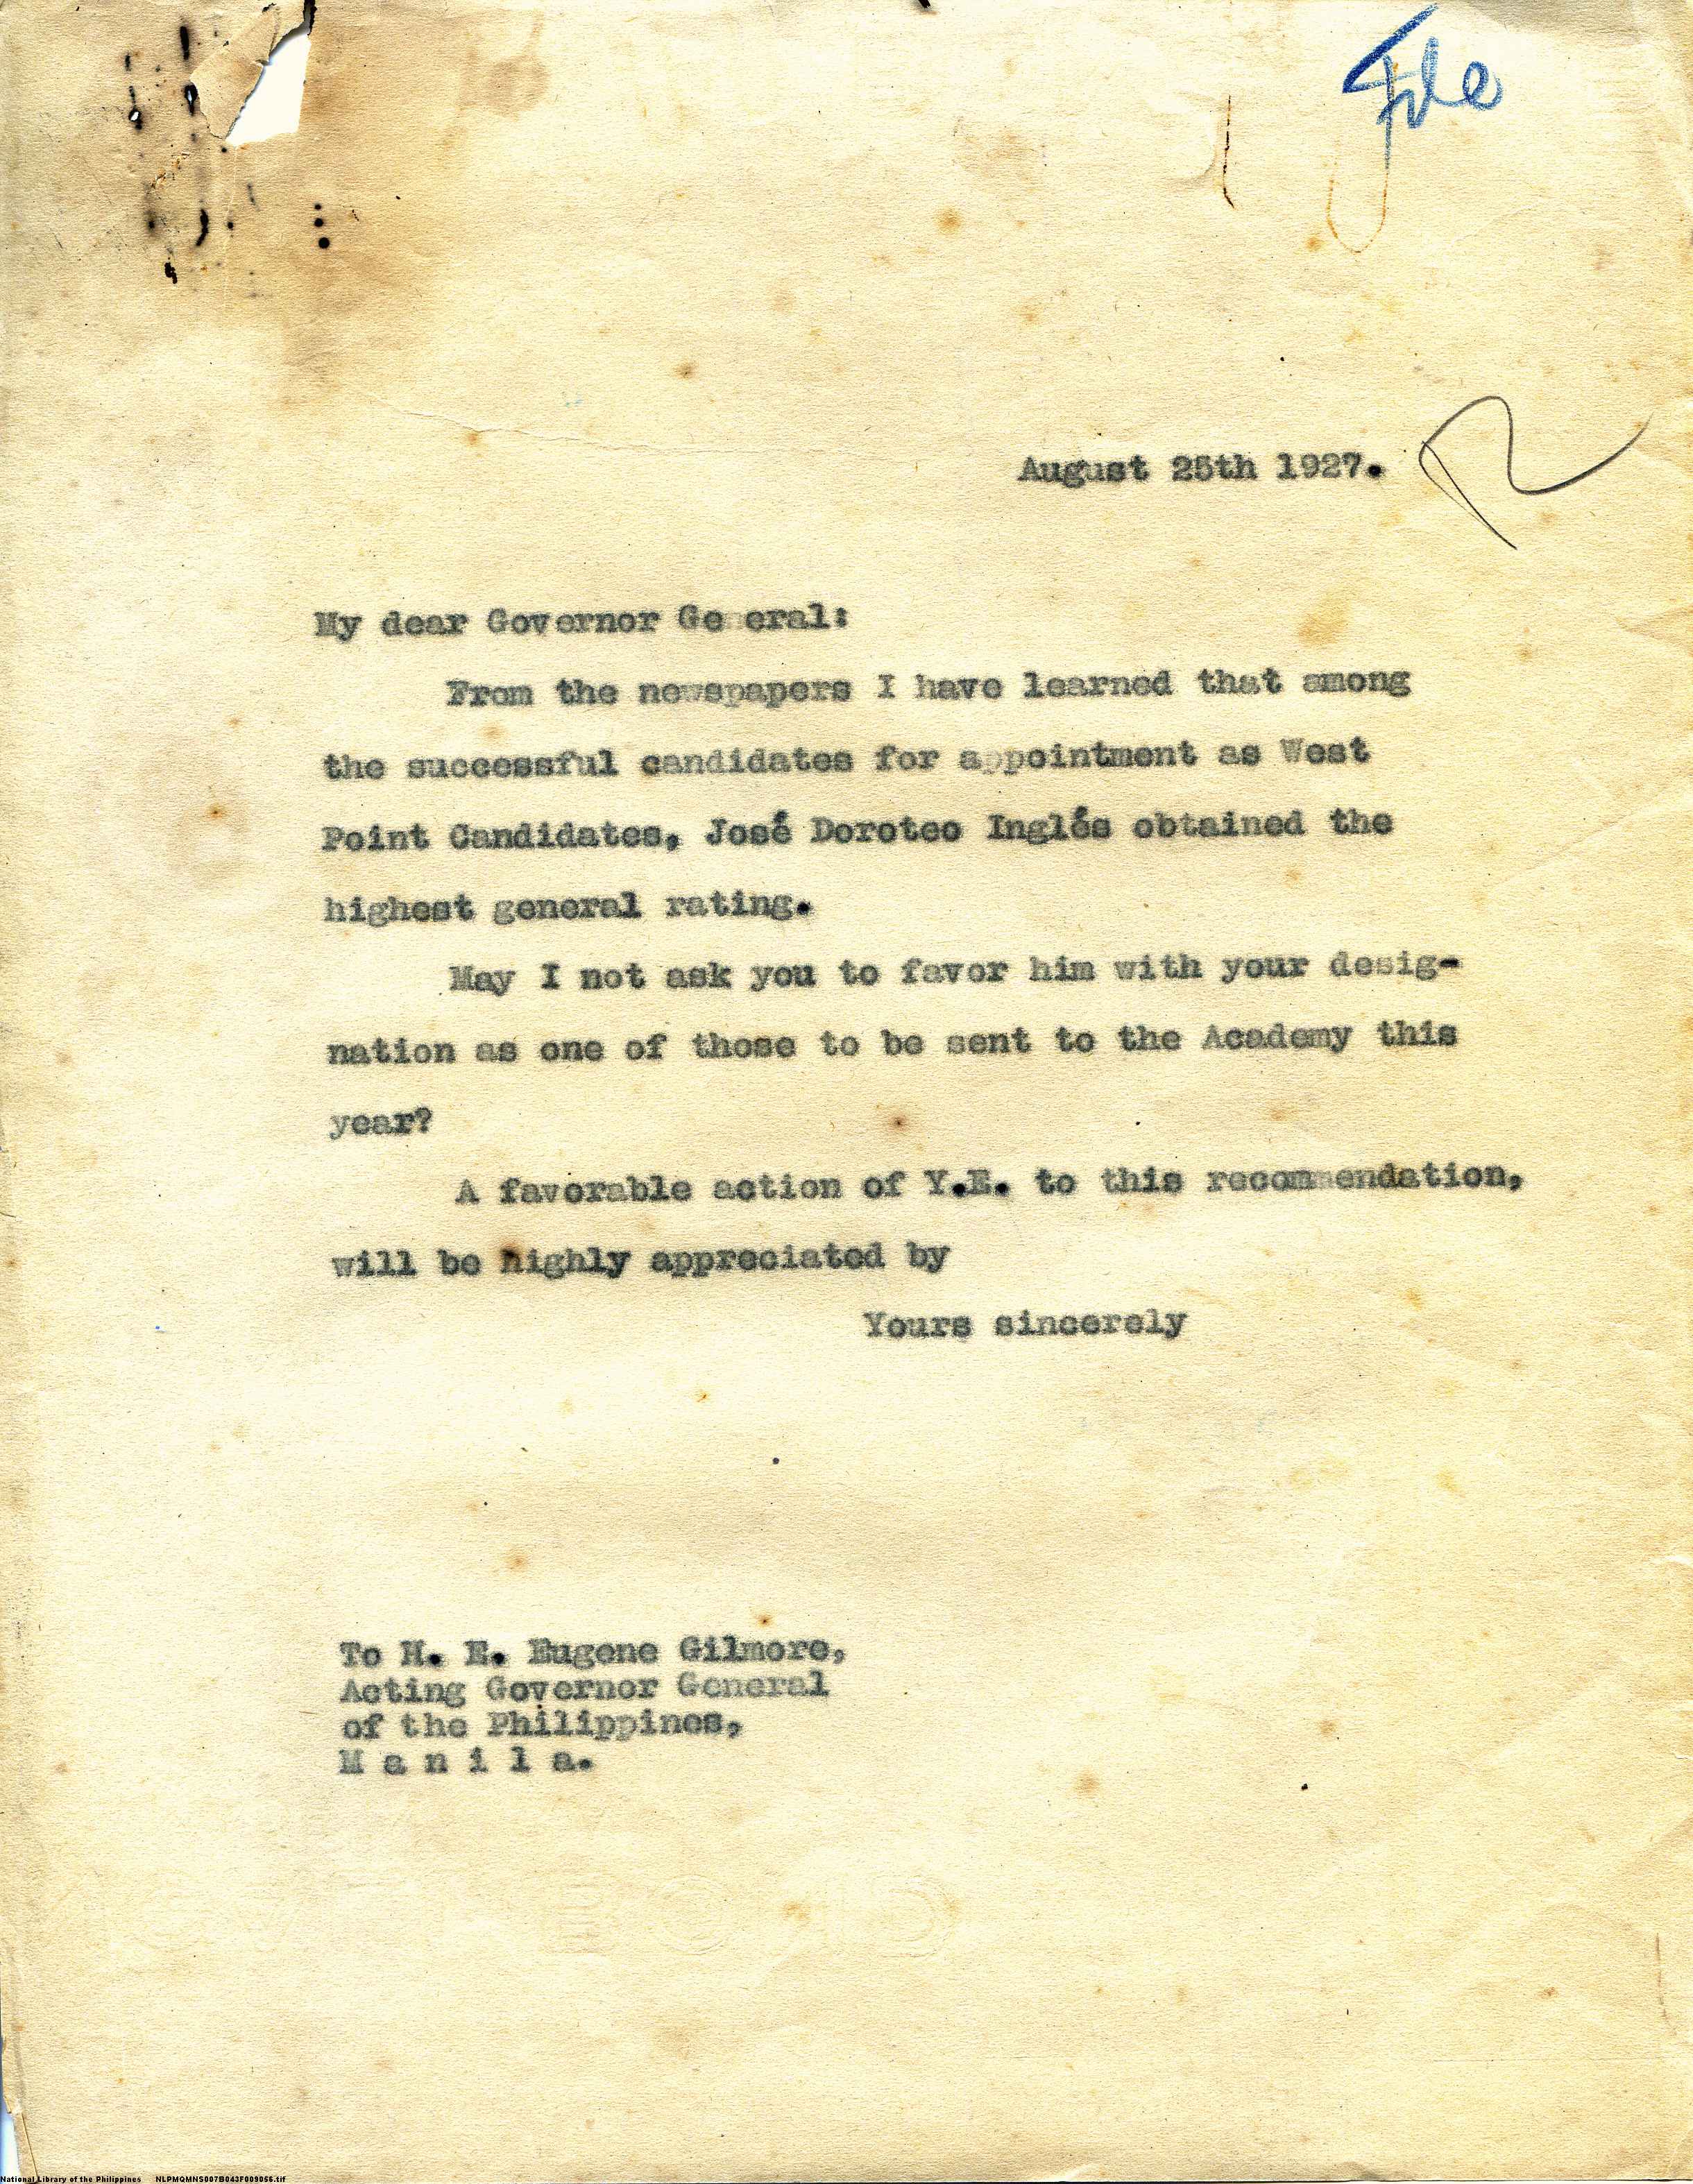 File
August 25th 1927.
My dear Governor General:
From the newspapers I have learned that among
the successful candidates for appointment as West
Point Candidates, José Doroteo Inglés obtained the
highest general rating.
May I not ask you to favor him with your desig-
nation as one of those to be sent to the Academy this
year?
A favorable action of Y.E. to this recommendation,
will be highly appreciated by
Yours sincerely
To H. E. Eugene Gilmore,
Acting Governor General
of the Philippines,
M a n i l a.
National Library of the Philippines NLPMQMNS007B043F009056.tif